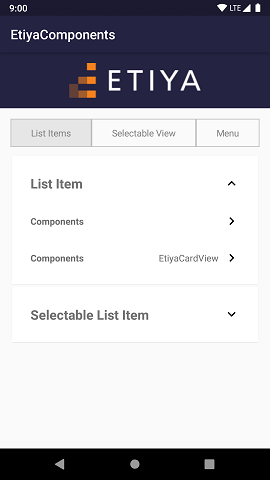 9:00 LTE
EtiyaComponents
ETIYA
List Items Selectable View Menu
List Item
Components
Components EtiyaCardView
Selectable List Item